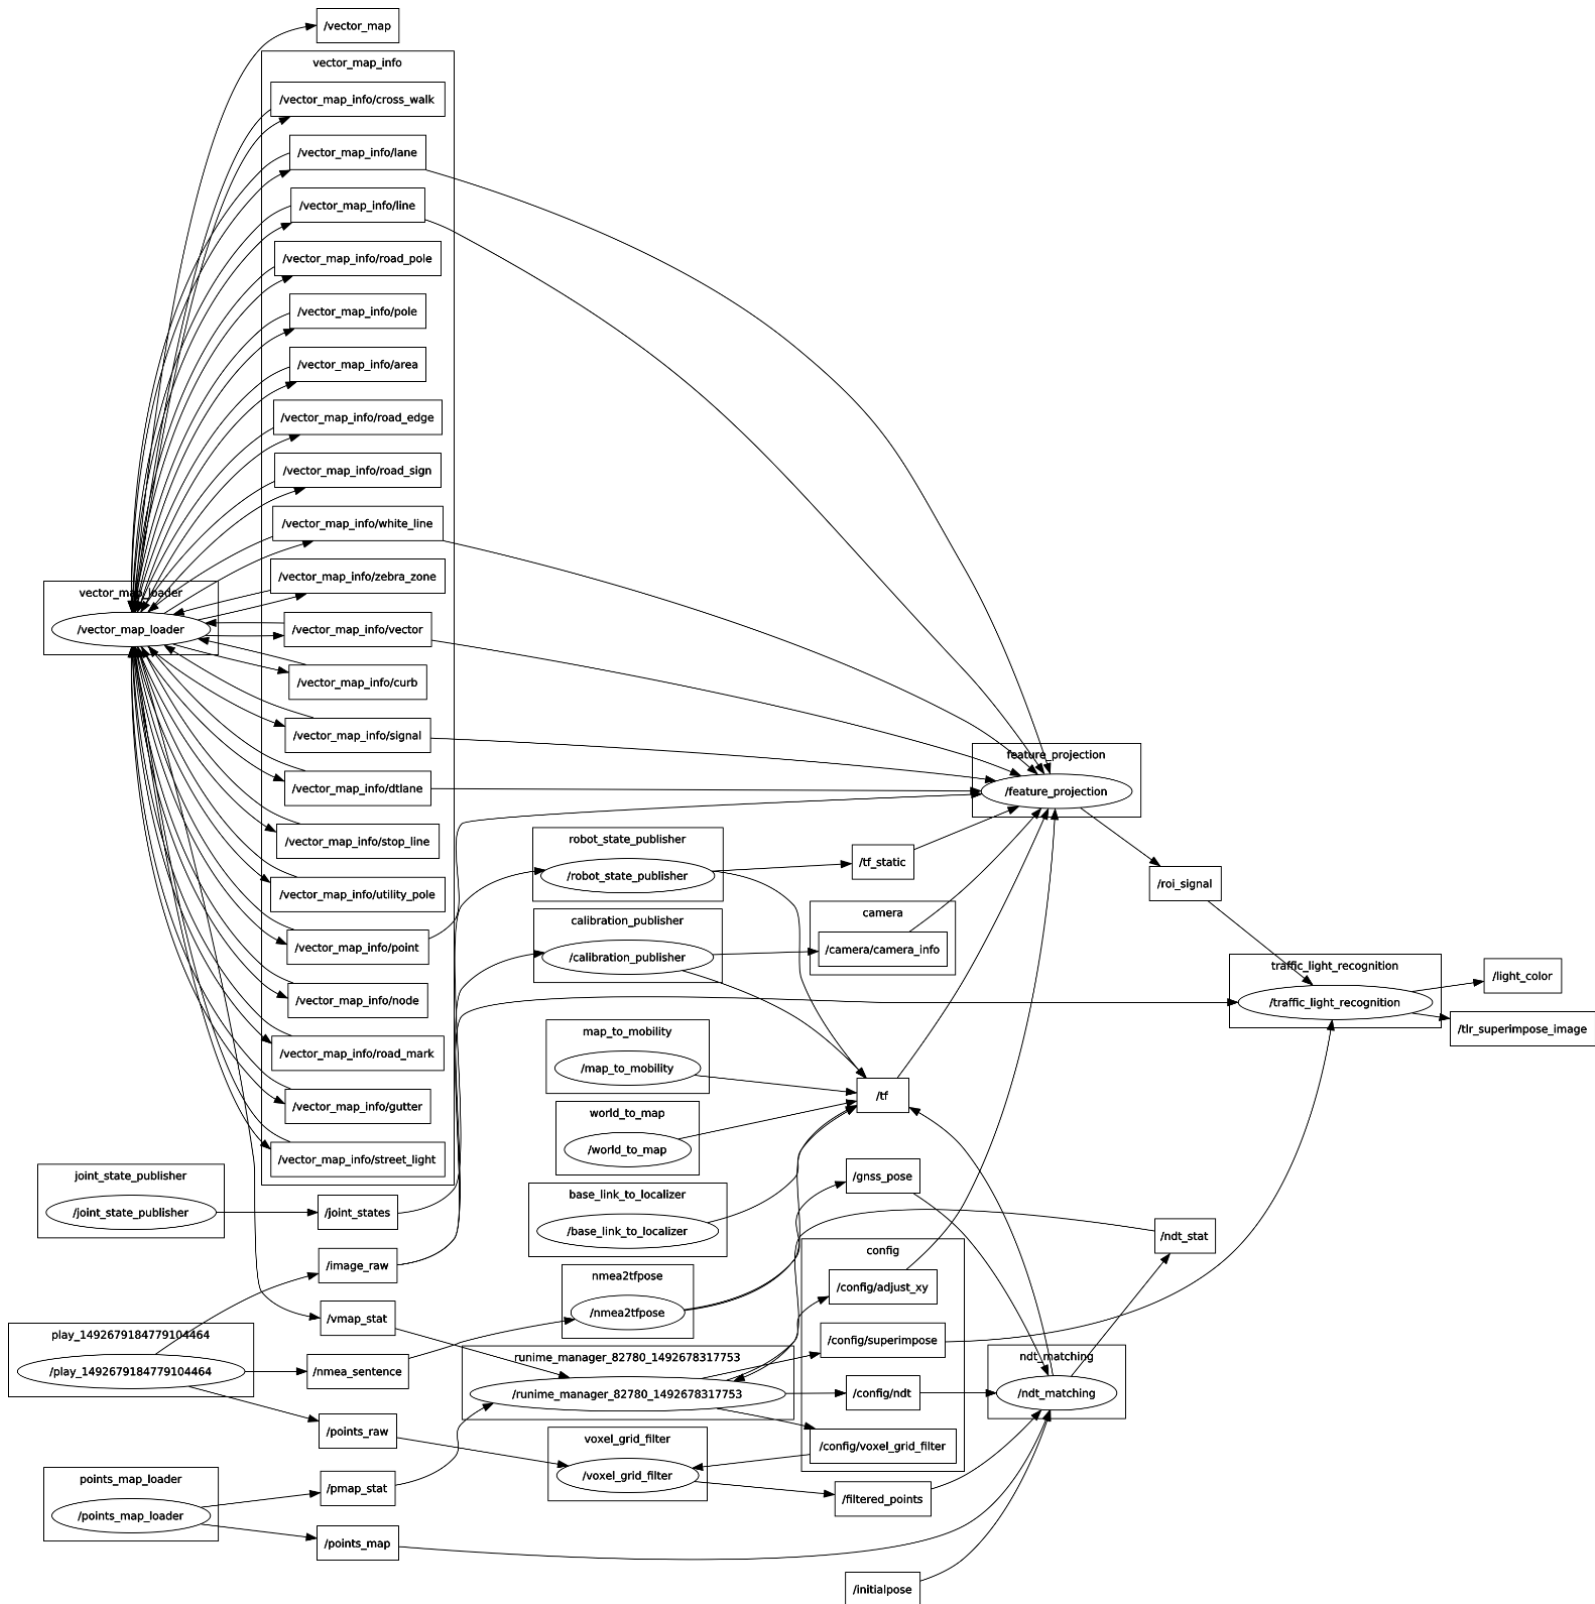 /vector_map
vector_map_info
/vector_map_info/cross_walk
/vector_map_info/lane
/vector_map_info/line
/vector_map_info/road_pole
/vector_map_info/pole
/vector_map_info/area
/vector_map_info/road_edge
/vector_map_info/road_sign
/vector_map_info/white_line
/vector_map_info/zebra_zone
vector_map_loader
/vector_map_loader
/vector_map_info/vector
/vector_map_info/curb
/vector_map_info/signal
/vector_map_info/dtlane
/vector_map_info/stop_line
/vector_map_info/utility_pole
/vector_map_info/point
/vector_map_info/node
/vector_map_info/road_mark
/vector_map_info/gutter
/vector_map_info/street_light
joint_state_publisher
/joint_state_publisher
/joint_states
/image_raw
/vmap_stat
play_1492679184779104464
/play_1492679184779104464
/nmea_sentence
/points_raw
points_map_loader
/points_map_loader
/pmap_stat
/points_map
robot_state_publisher
/robot_state_publisher
calibration_publisher
/calibration_publisher
map_to_mobility
/map_to_mobility
world_to_map
/world_to_map
base_link_to_localizer
/base_link_to_localizer
nmea2tfpose
/nmea2tfpose
runime_manager_82780_1492678317753
/runime_manager_82780_1492678317753
voxel_grid_filter
/voxel_grid_filter
/tf_static
camera
/camera/camera_info
/tf
/gnss_pose
config
/config/adjust_xy
/config/superimpose
/config/ndt
/config/voxel_grid_filter
/filtered_points
/initialpose
feature_projection
/feature_projection
ndt_matching
/ndt_matching
/roi_signal
/ndt_stat
traffic_light_recognition
/traffic_light_recognition
/light_color
/tlr_superimpose_image